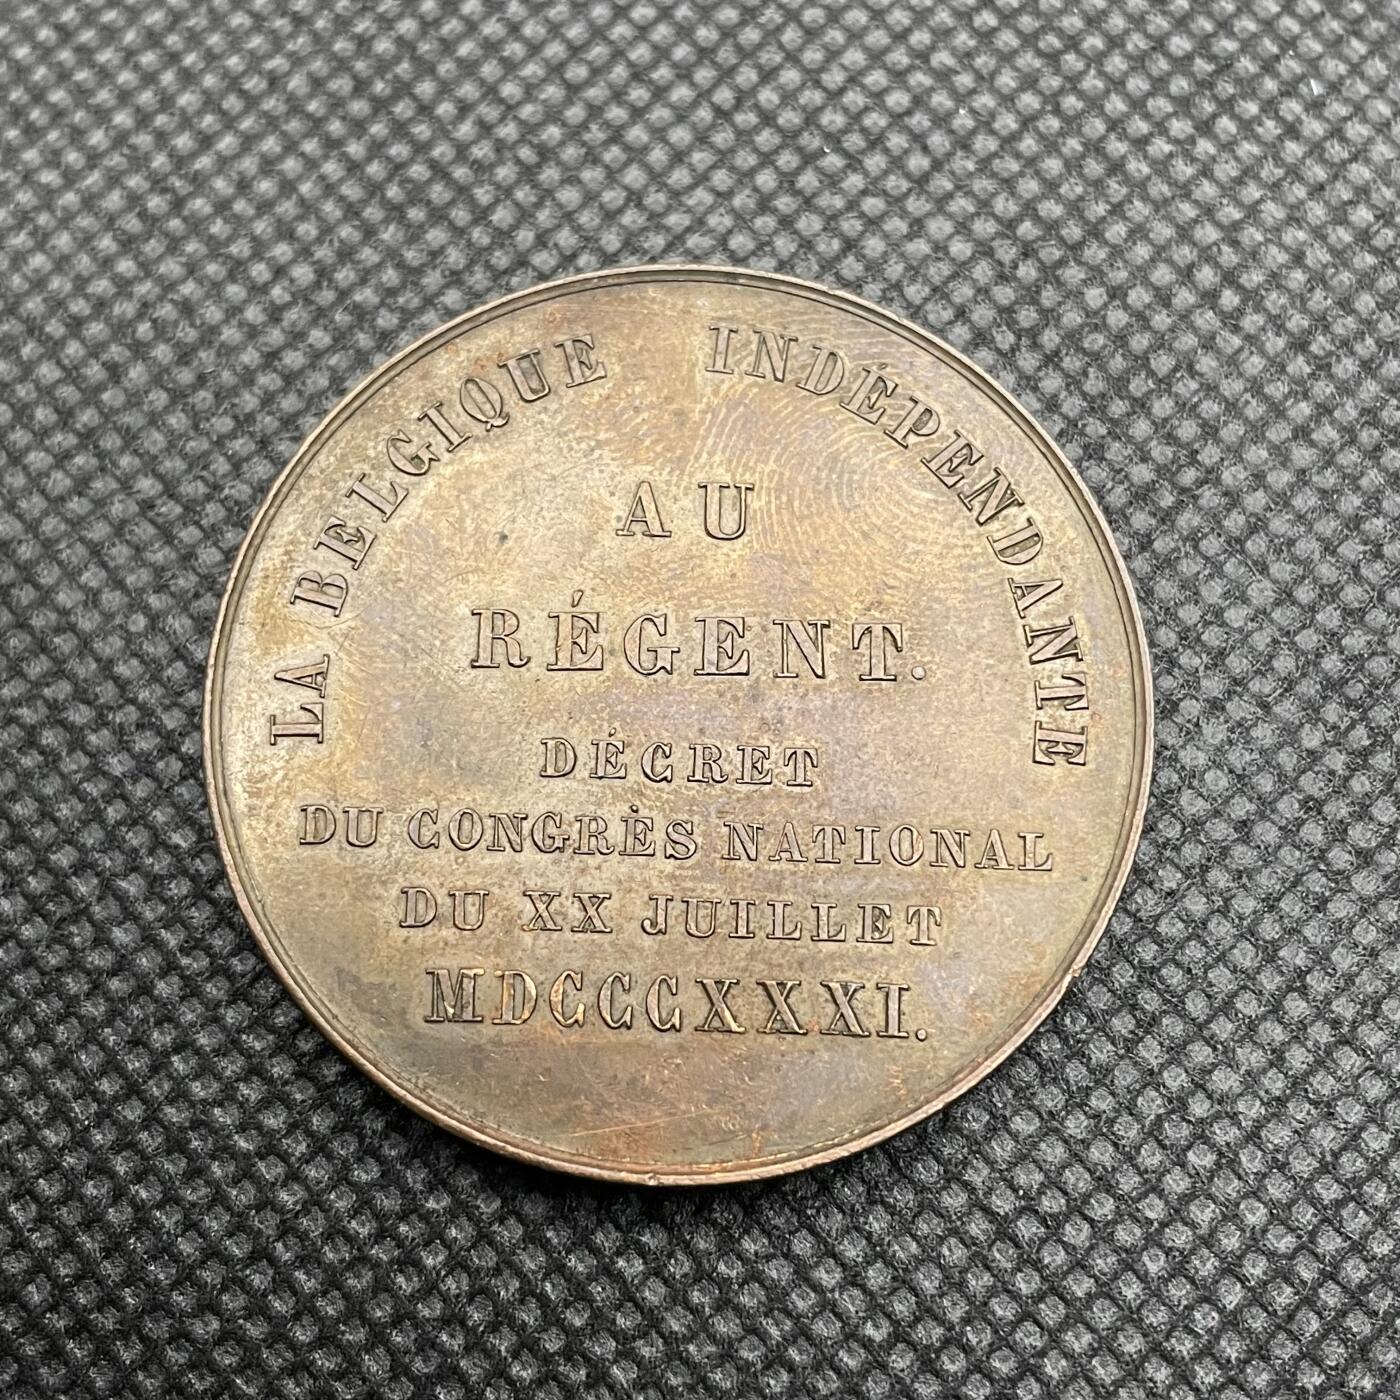 LA BELGIQUE INDÉPENDANTE
AU
RÉGENT.
DÉCRET
DU CONGRÈS NATIONAL
DU XX JUILLET
MDCCCXXXI.